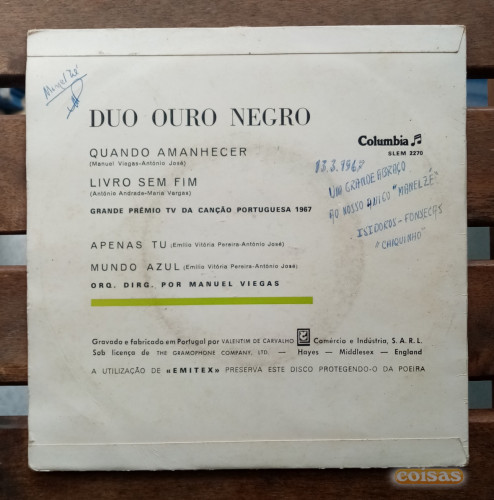 Manel Zé
DUO OURO NEGRO
Columbia
SLEM 2270
QUANDO AMANHECER
(Manuel Viegas-António José)
LIVRO SEM FIM
(António Andrade-Maria Vargas)
GRANDE PRÉMIO TV DA CANÇÃO PORTUGUESA 1967
13.3.1967
UM GRANDE ABRAÇO
AO NOSSO AMIGO "MANELZÉ"
ISIDOROS - FONSECAS
"CHIQUINHO"
APENAS TU (Emílio Vitória Pereira-António José)
MUNDO AZUL (Emílio Vitória Pereira-António José)
ORQ. DIRG. POR MANUEL VIEGAS
Gravado e fabricado em Portugal por VALENTIM DE CARVALHO Comércio e Indústria, S. A. R. L.
Sob licença de THE GRAMOPHONE COMPANY, LTD. — Hayes — Middlesex — England
A UTILIZAÇÃO DE «EMITEX» PRESERVA ESTE DISCO PROTEGENDO-O DA POEIRA
coisas